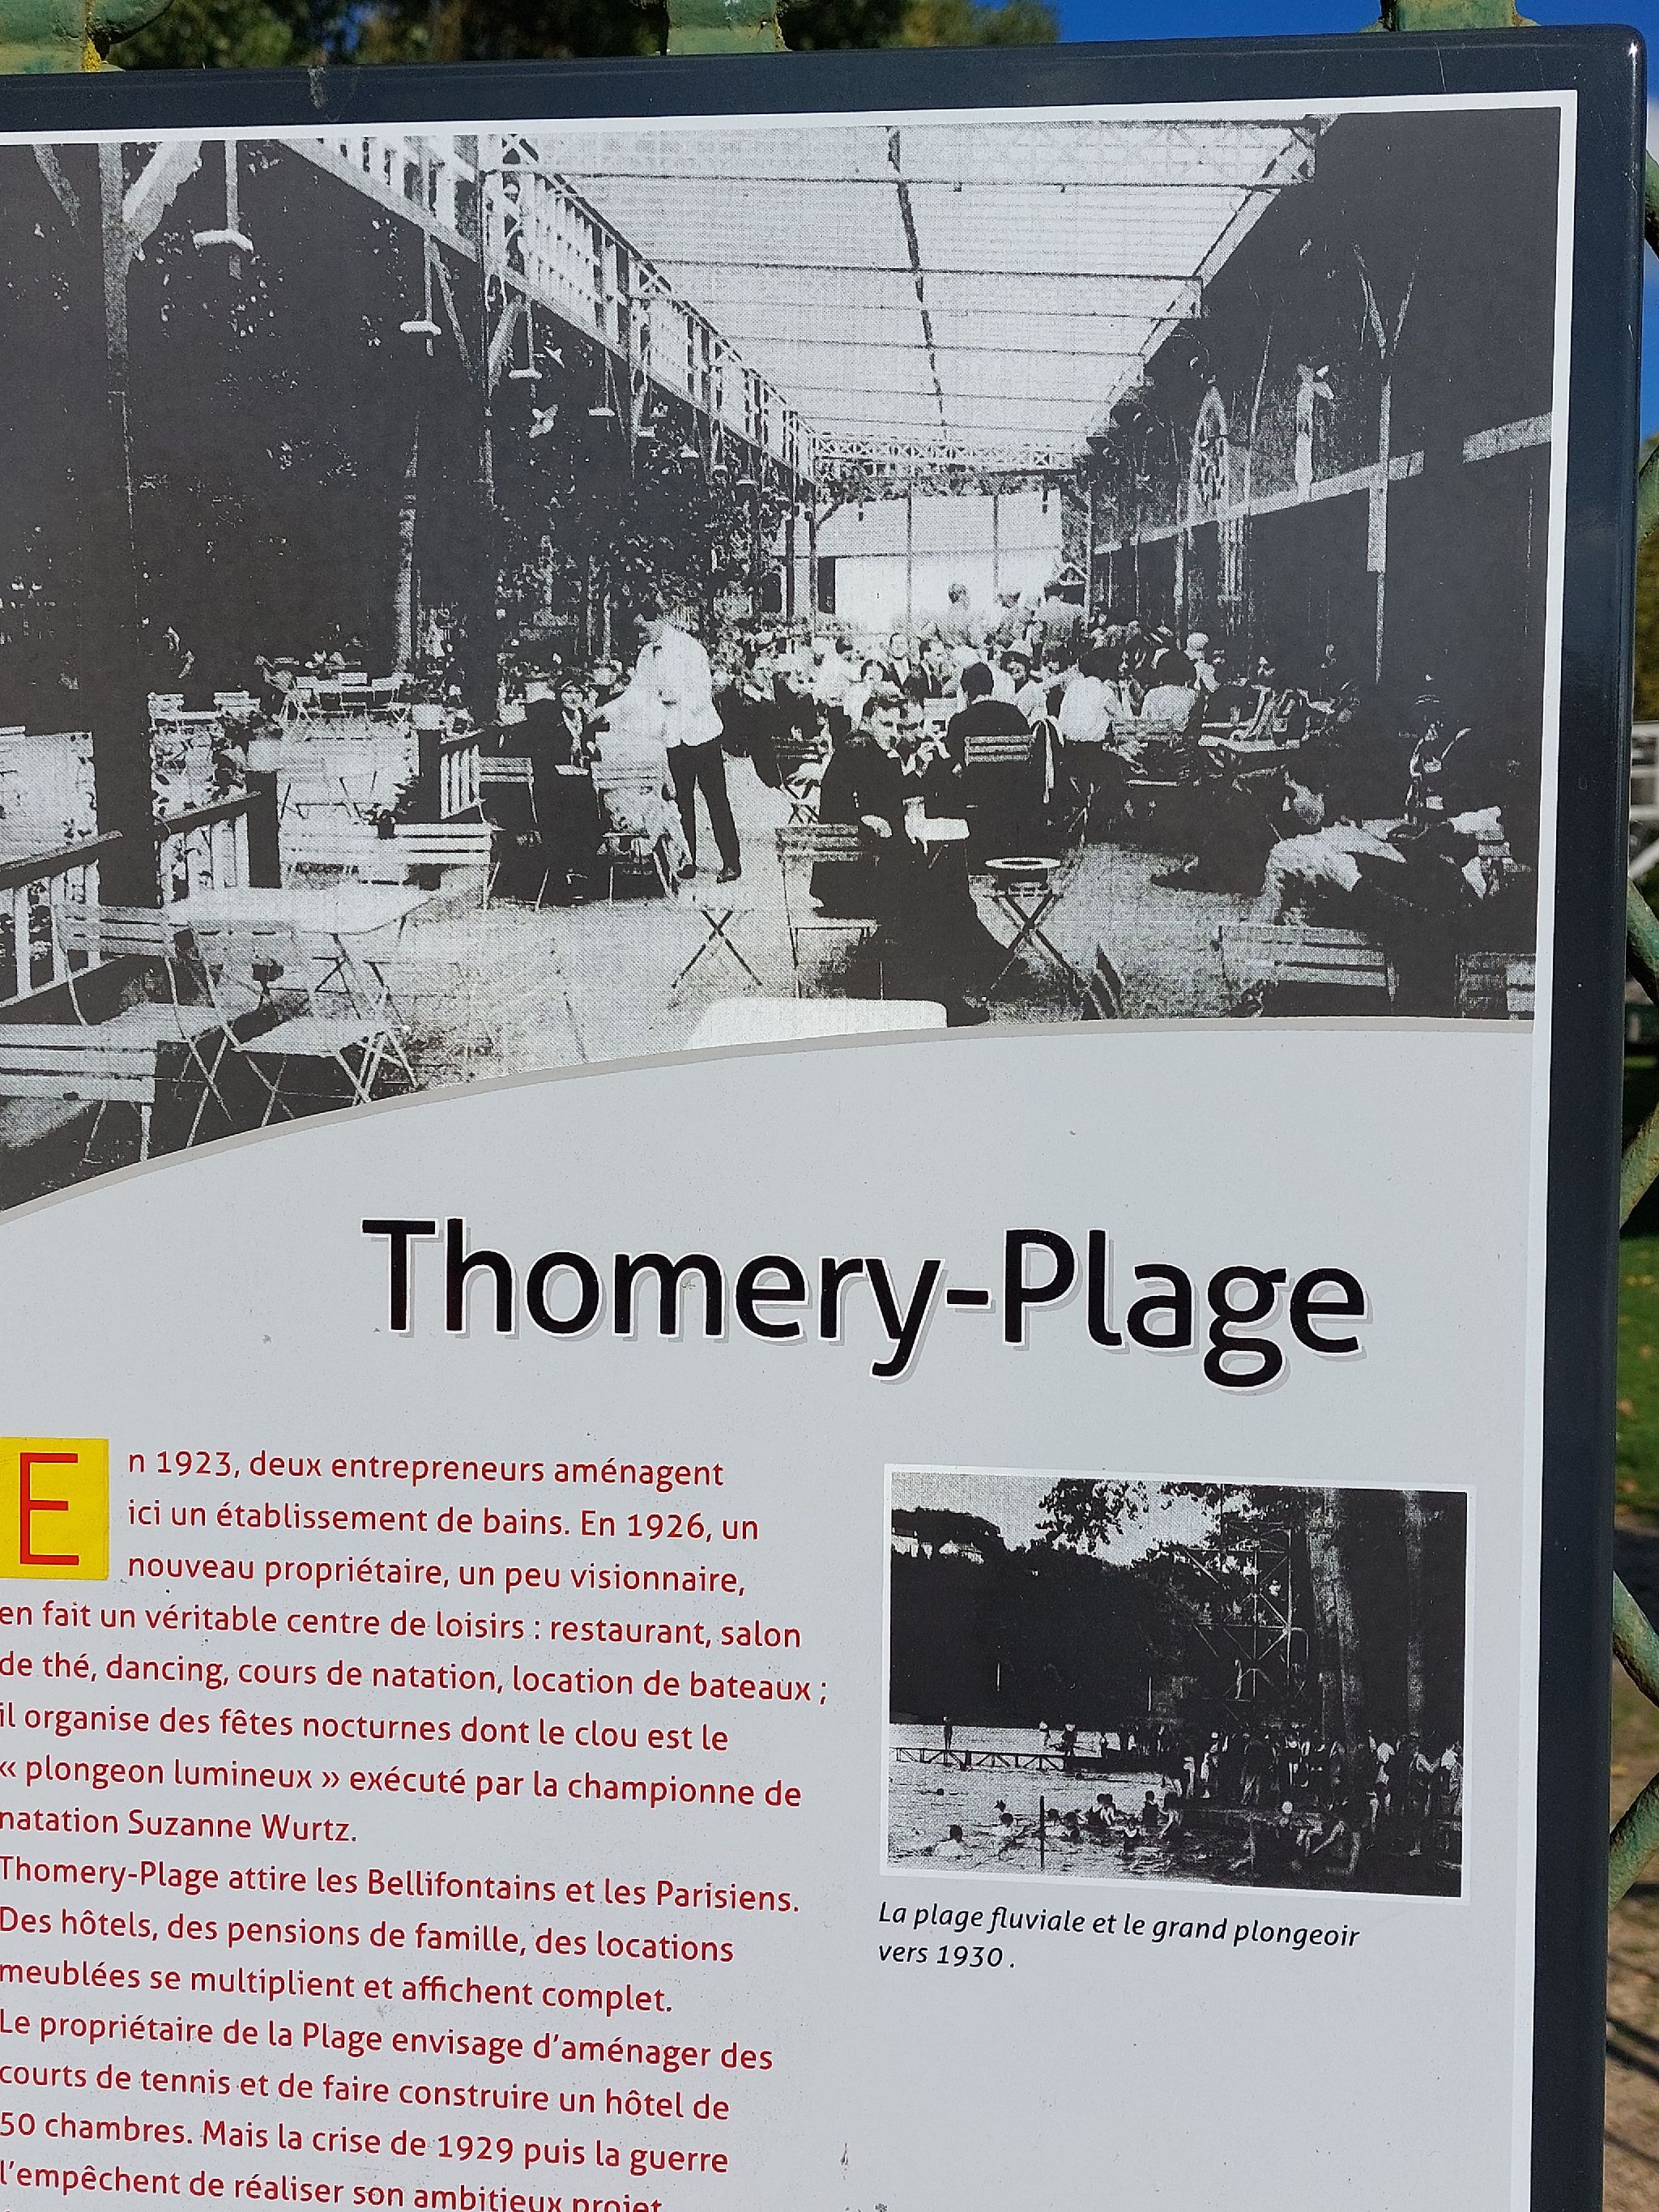 Thomery-Plage
En 1923, deux entrepreneurs aménagent
ici un établissement de bains. En 1926, un
nouveau propriétaire, un peu visionnaire,
en fait un véritable centre de loisirs : restaurant, salon
de thé, dancing, cours de natation, location de bateaux ;
il organise des fêtes nocturnes dont le clou est le
« plongeon lumineux » exécuté par la championne de
natation Suzanne Wurtz.
Thomery-Plage attire les Bellifontains et les Parisiens.
Des hôtels, des pensions de famille, des locations
meublées se multiplient et affichent complet.
Le propriétaire de la Plage envisage d'aménager des
courts de tennis et de faire construire un hôtel de
50 chambres. Mais la crise de 1929 puis la guerre
l'empêchent de réaliser son ambitieux projet
La plage fluviale et le grand plongeoir
vers 1930 .